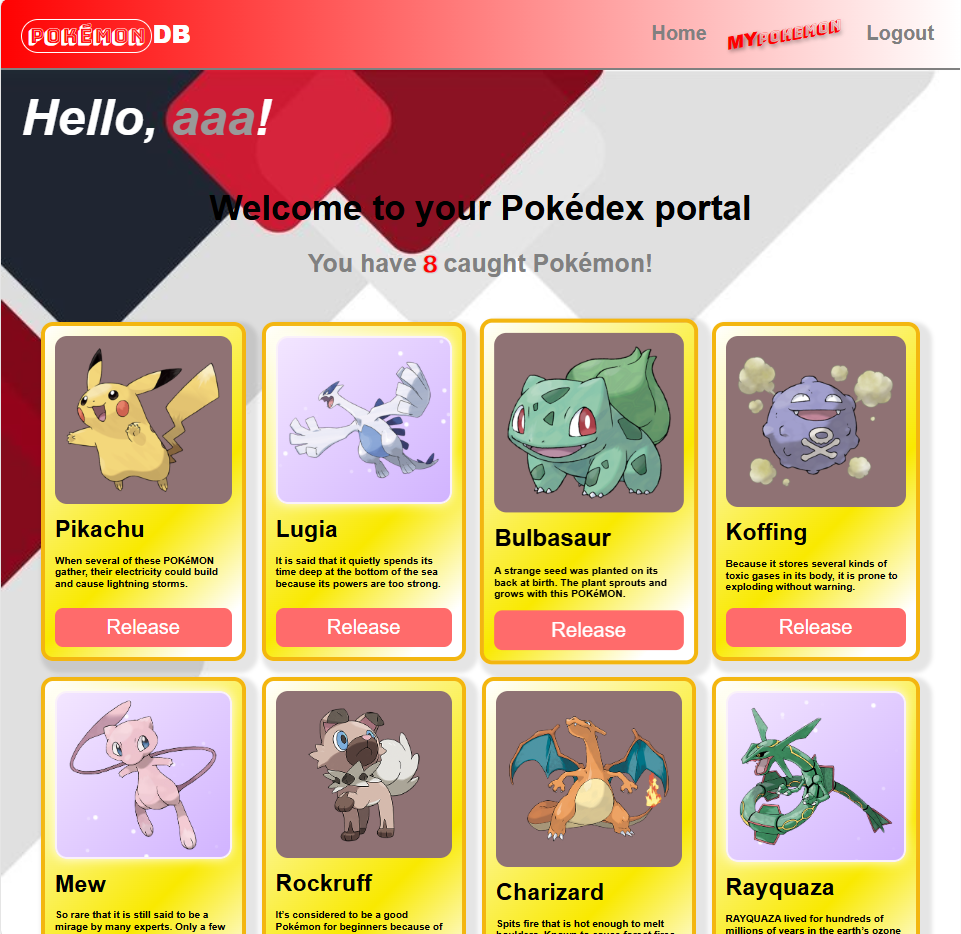 POKÉMON DB Home MYPOKEMON Logout
Hello, aaa!
Welcome to your Pokédex portal
You have 8 caught Pokémon!
Pikachu
When several of these POKéMON
gather, their electricity could build
and cause lightning storms.
Release
Lugia
It is said that it quietly spends its
time deep at the bottom of the sea
because its powers are too strong.
Release
Bulbasaur
A strange seed was planted on its
back at birth. The plant sprouts and
grows with this POKéMON.
Release
Koffing
Because it stores several kinds of
toxic gases in its body, it is prone to
exploding without warning.
Release
Mew
So rare that it is still said to be a
mirage by many experts. Only a few
Rockruff
It's considered to be a good
Pokémon for beginners because of
Charizard
Spits fire that is hot enough to melt
boulders. Known to cause forest fires
Rayquaza
RAYQUAZA lived for hundreds of
millions of years in the earth's ozone